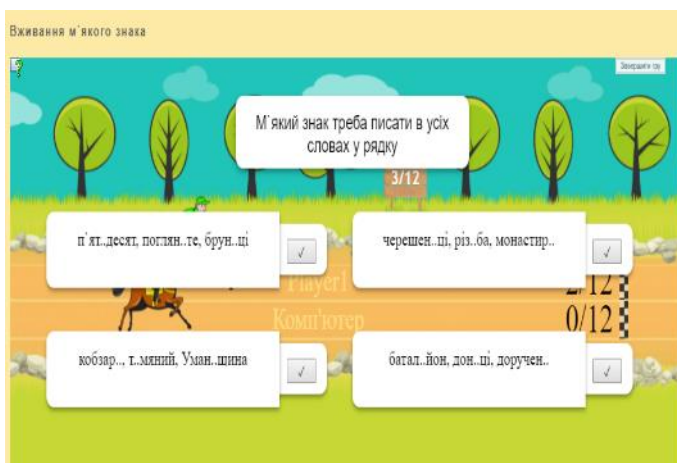 Вживання м`якого знака
Завершити гру
М`який знак треба писати в усіх
словах у рядку
3/12
п`ят..десят, поглян..те, брун..ці
черешен..ці, різ..ба, монастир..
Player1
2/12
Комп'ютер
0/12
кобзар.., т..мяний, Уман..щина
батал..йон, дон..ці, доручен..